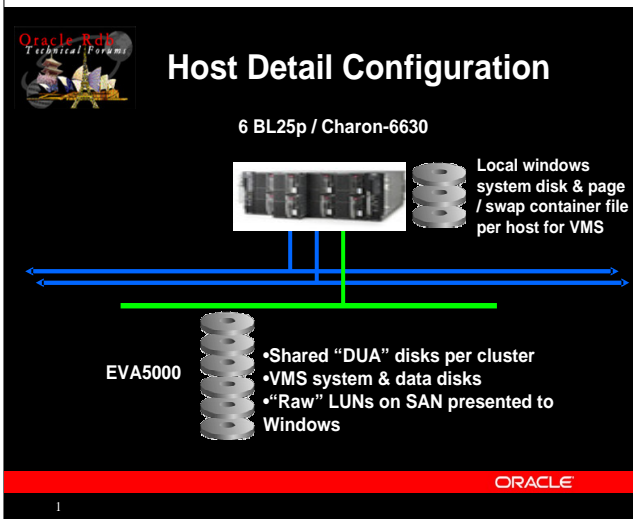 Oracle Rdb
Technical Forums
Host Detail Configuration
6 BL25p / Charon-6630
Local windows
system disk & page
/ swap container file
per host for VMS
EVA5000
•Shared “DUA” disks per cluster
•VMS system & data disks
•“Raw” LUNs on SAN presented to
Windows
ORACLE
1